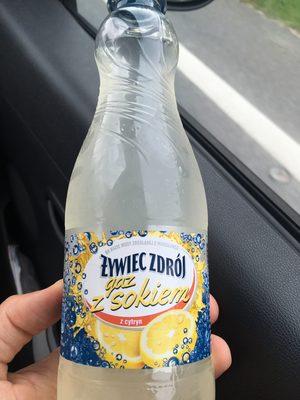 ŻYWIEC ZDRÓJ
gaz
z sokiem
z cytryn